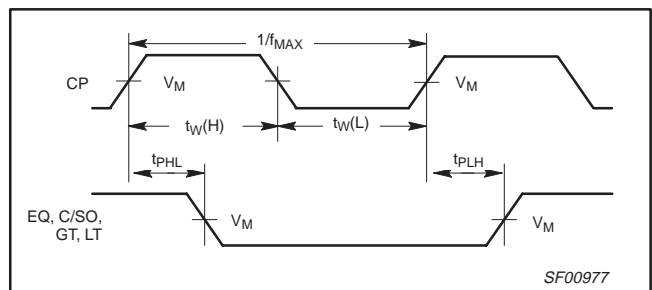 1/fMAX
CP
VM
VM
tW(H)
tW(L)
tPHL
tPLH
EQ, C/SO,
GT, LT
VM
VM
SF00977